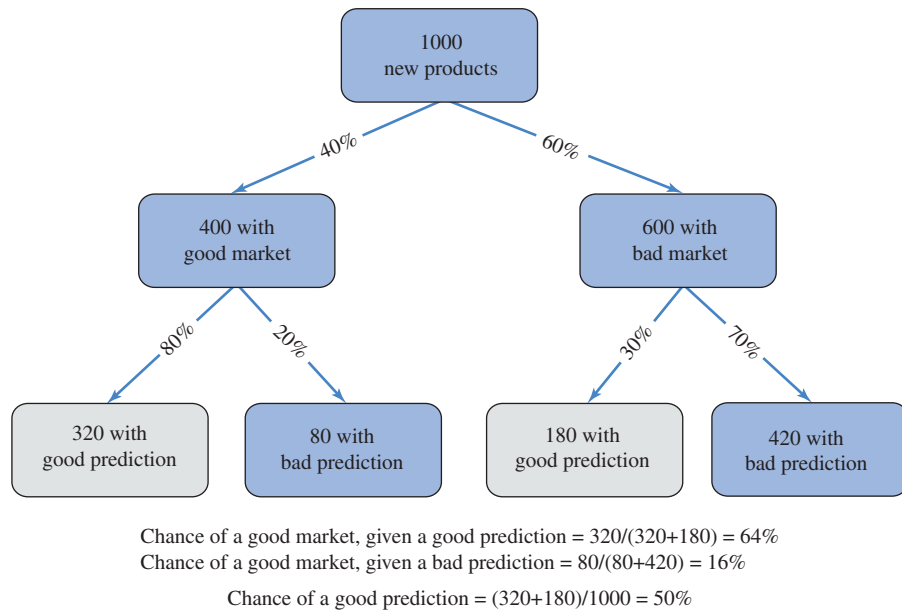 1000
new products
40%
60%
400 with
good market
600 with
bad market
80%
20%
30%
70%
320 with
good prediction
80 with
bad prediction
180 with
good prediction
420 with
bad prediction
Chance of a good market, given a good prediction = 320/(320+180) = 64%
Chance of a good market, given a bad prediction = 80/(80+420) = 16%
Chance of a good prediction = (320+180)/1000 = 50%